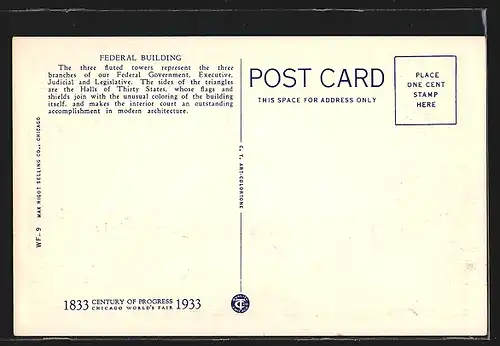 FEDERAL BUILDING
The three fluted towers represent the three
branches of our Federal Government, Executive,
Judicial and Legislative. The sides of the triangles
are the Halls of Thirty States, whose flags and
shields join with the unusual coloring of the building
itself, and makes the interior court an outstanding
accomplishment in modern architecture.
POST CARD
THIS SPACE FOR ADDRESS ONLY
PLACE
ONE CENT
STAMP
HERE
WF-9 MAX RIGOT SELLING CO., CHICAGO
C. T. ART-COLORTONE
1833 CENTURY OF PROGRESS 1933
CHICAGO WORLD'S FAIR